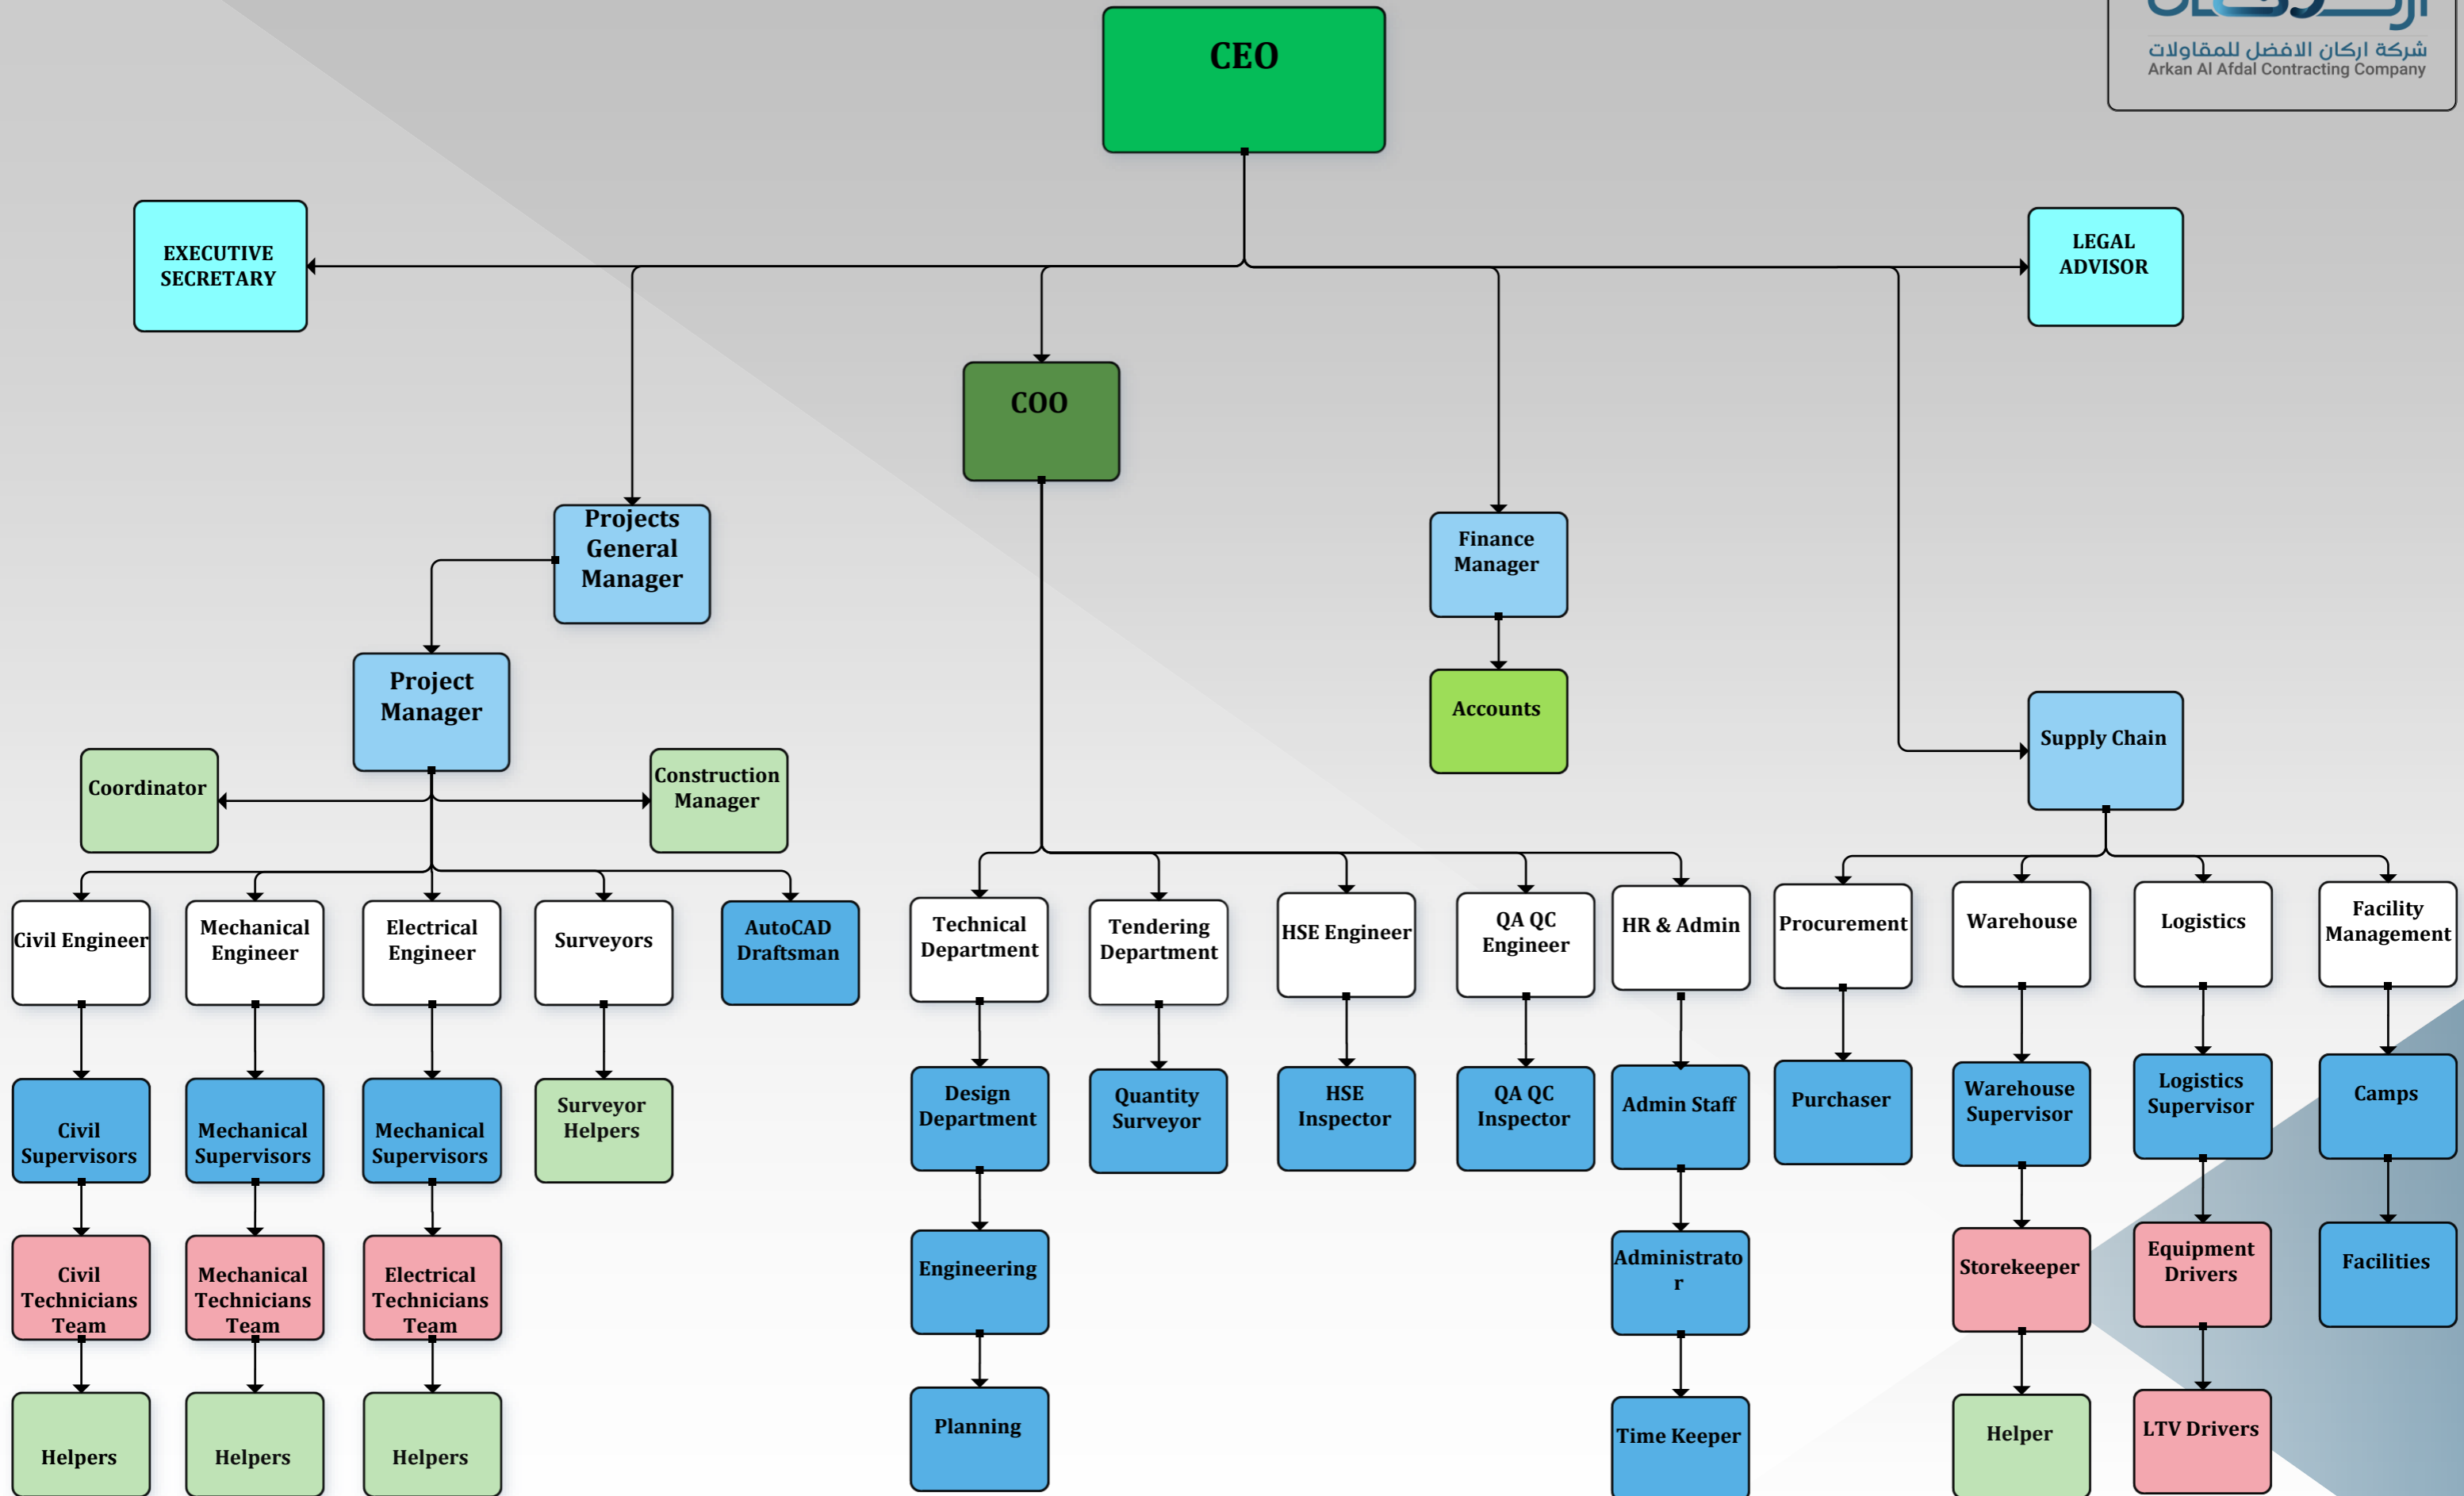 CEO
شركة اركان الافضل للمقاولات
Arkan Al Afdal Contracting Company
EXECUTIVE
SECRETARY
LEGAL
ADVISOR
COO
Projects
General
Manager
Finance
Manager
Project
Manager
Accounts
Supply Chain
Coordinator
Construction
Manager
Civil Engineer
Mechanical
Engineer
Electrical
Engineer
Surveyors
AutoCAD
Draftsman
Technical
Department
Tendering
Department
HSE Engineer
QA QC
Engineer
HR & Admin
Procurement
Warehouse
Logistics
Facility
Management
Civil
Supervisors
Mechanical
Supervisors
Mechanical
Supervisors
Surveyor
Helpers
Design
Department
Quantity
Surveyor
HSE
Inspector
QA QC
Inspector
Admin Staff
Purchaser
Warehouse
Supervisor
Logistics
Supervisor
Camps
Civil
Technicians
Team
Mechanical
Technicians
Team
Electrical
Technicians
Team
Engineering
Administrato
r
Storekeeper
Equipment
Drivers
Facilities
Helpers
Helpers
Helpers
Planning
Time Keeper
Helper
LTV Drivers